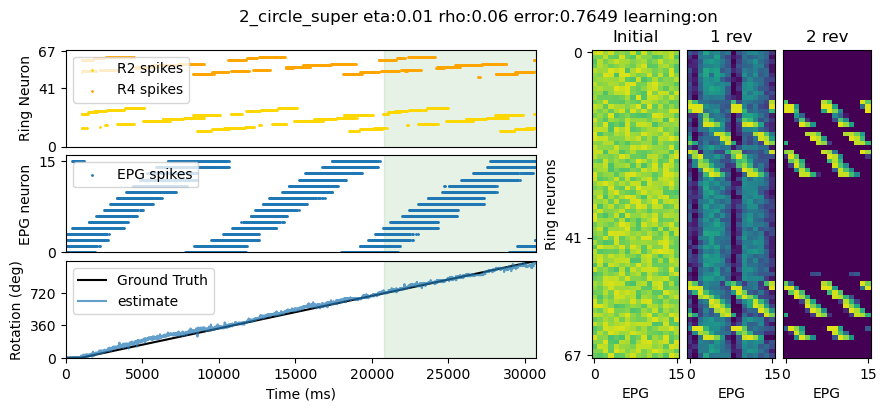 2_circle_super eta:0.01 rho:0.06 error:0.7649 learning:on
Ring Neuron
67
41
0
R2 spikes
R4 spikes
EPG neuron
15
0
EPG spikes
Rotation (deg)
720
360
0
Ground Truth
estimate
0 5000 10000 15000 20000 25000 30000
Time (ms)
Initial 1 rev 2 rev
Ring neurons
0
41
67
0 15 0 15 0 15
EPG EPG EPG